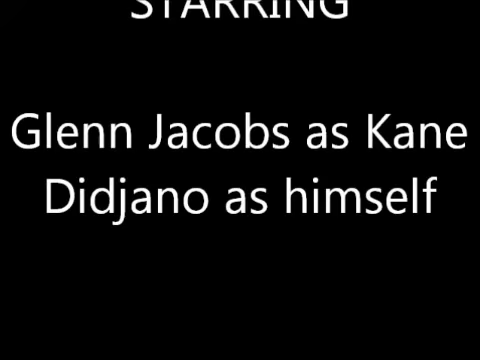 STARRING
Glenn Jacobs as Kane
Didjano as himself